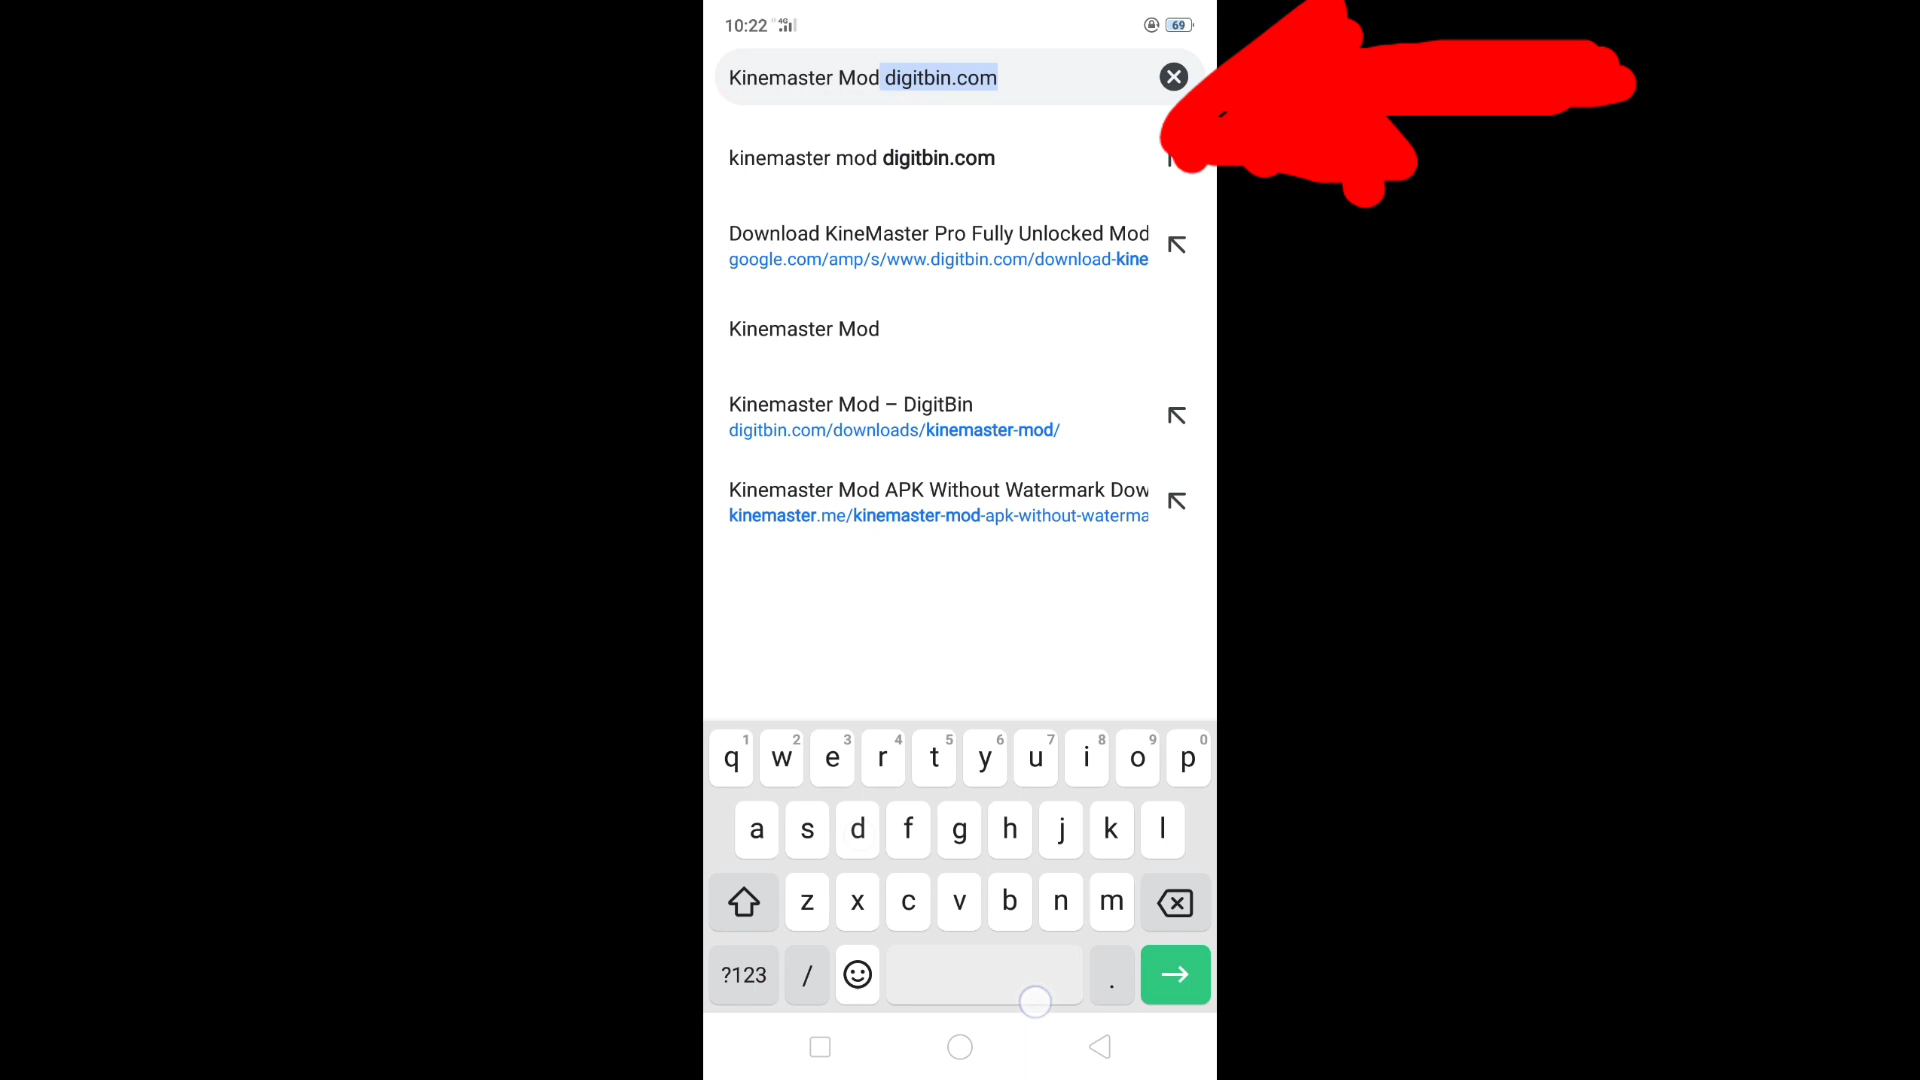 10:22 4G 69
Kinemaster Mod digitbin.com
kinemaster mod digitbin.com
Download KineMaster Pro Fully Unlocked Mod
google.com/amp/s/www.digitbin.com/download-kine
Kinemaster Mod
Kinemaster Mod – DigitBin
digitbin.com/downloads/kinemaster-mod/
Kinemaster Mod APK Without Watermark Dow
kinemaster.me/kinemaster-mod-apk-without-waterma
1 2 3 4 5 6 7 8 9 0
q w e r t y u i o p
a s d f g h j k l
z x c v b n m
?123 / .